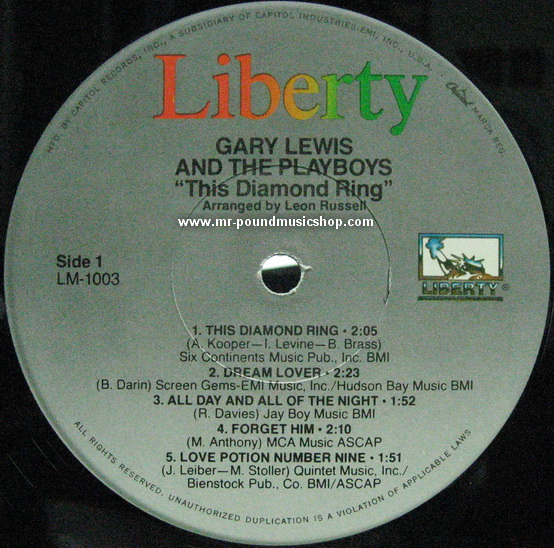 MFD. BY CAPITOL RECORDS, INC., A SUBSIDIARY OF CAPITOL INDUSTRIES-EMI, INC., U.S.A. Capitol MARCA REG.
Liberty
GARY LEWIS
AND THE PLAYBOYS
“This Diamond Ring”
Arranged by Leon Russell
www.mr-poundmusicshop.com
Side 1
LM-1003
LIBERTY®
1. THIS DIAMOND RING • 2:05
(A. Kooper—I. Levine—B. Brass)
Six Continents Music Pub., Inc. BMI
2. DREAM LOVER • 2:23
(B. Darin) Screen Gems-EMI Music, Inc./Hudson Bay Music BMI
3. ALL DAY AND ALL OF THE NIGHT • 1:52
(R. Davies) Jay Boy Music BMI
4. FORGET HIM • 2:10
(M. Anthony) MCA Music ASCAP
5. LOVE POTION NUMBER NINE • 1:51
(J. Leiber—M. Stoller) Quintet Music, Inc./
Bienstock Pub., Co. BMI/ASCAP
ALL RIGHTS RESERVED. UNAUTHORIZED DUPLICATION IS A VIOLATION OF APPLICABLE LAWS